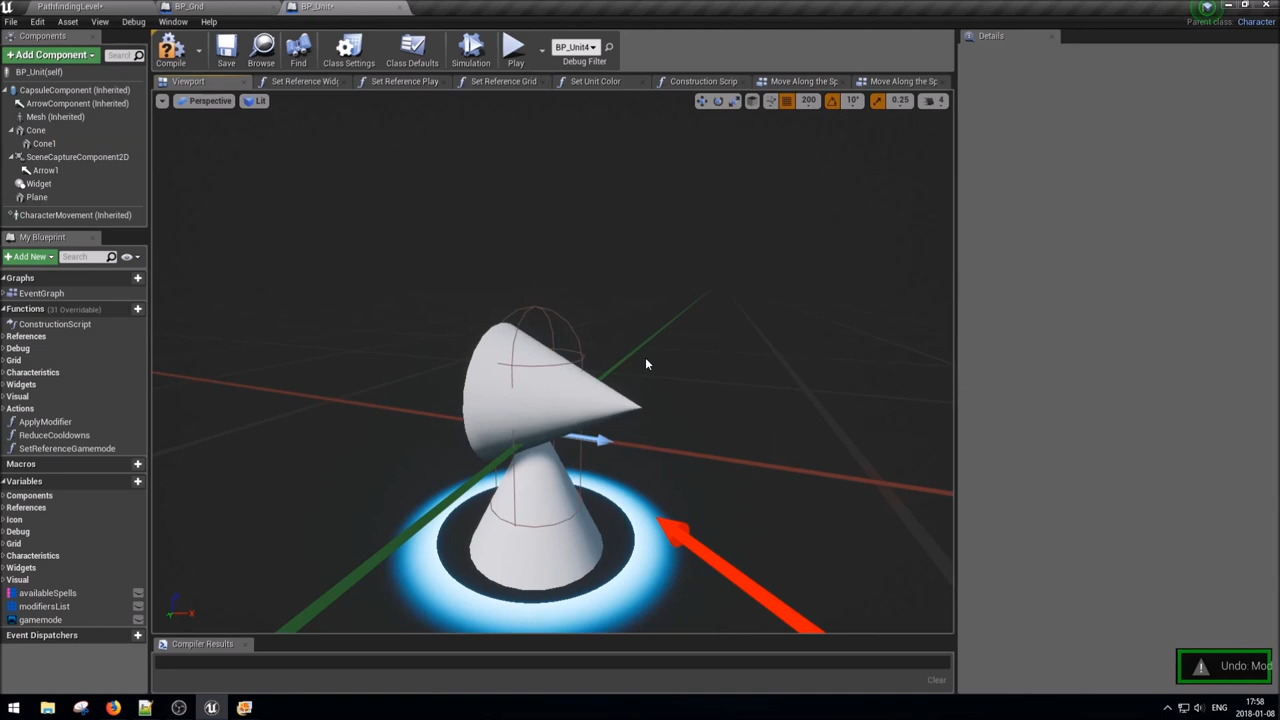 PathfindingLevel•
BP_Grid
BP_Unit•
File Edit Asset View Debug Window Help
Parent class: Character
Components
+ Add Component
Search
BP_Unit(self)
CapsuleComponent (Inherited)
ArrowComponent (Inherited)
Mesh (Inherited)
Cone
Cone1
SceneCaptureComponent2D
Arrow1
Widget
Plane
CharacterMovement (Inherited)
My Blueprint
+ Add New
Search
Graphs
EventGraph
Functions (31 Overridable)
ConstructionScript
References
Debug
Grid
Characteristics
Widgets
Visual
Actions
ApplyModifier
ReduceCooldowns
SetReferenceGamemode
Macros
Variables
Components
References
Icon
Debug
Grid
Characteristics
Widgets
Visual
availableSpells
modifiersList
gamemode
Event Dispatchers
Compile Save Browse Find Class Settings Class Defaults Simulation Play
BP_Unit4
Debug Filter
Viewport Set Reference Widg Set Reference Play Set Reference Grid Set Unit Color Construction Scrip Move Along the Sp Move Along the Sp
Perspective Lit
200 10° 0.25 4
X
Compiler Results
Clear
Details
Undo: Mod
ENG
17:58
2018-01-08